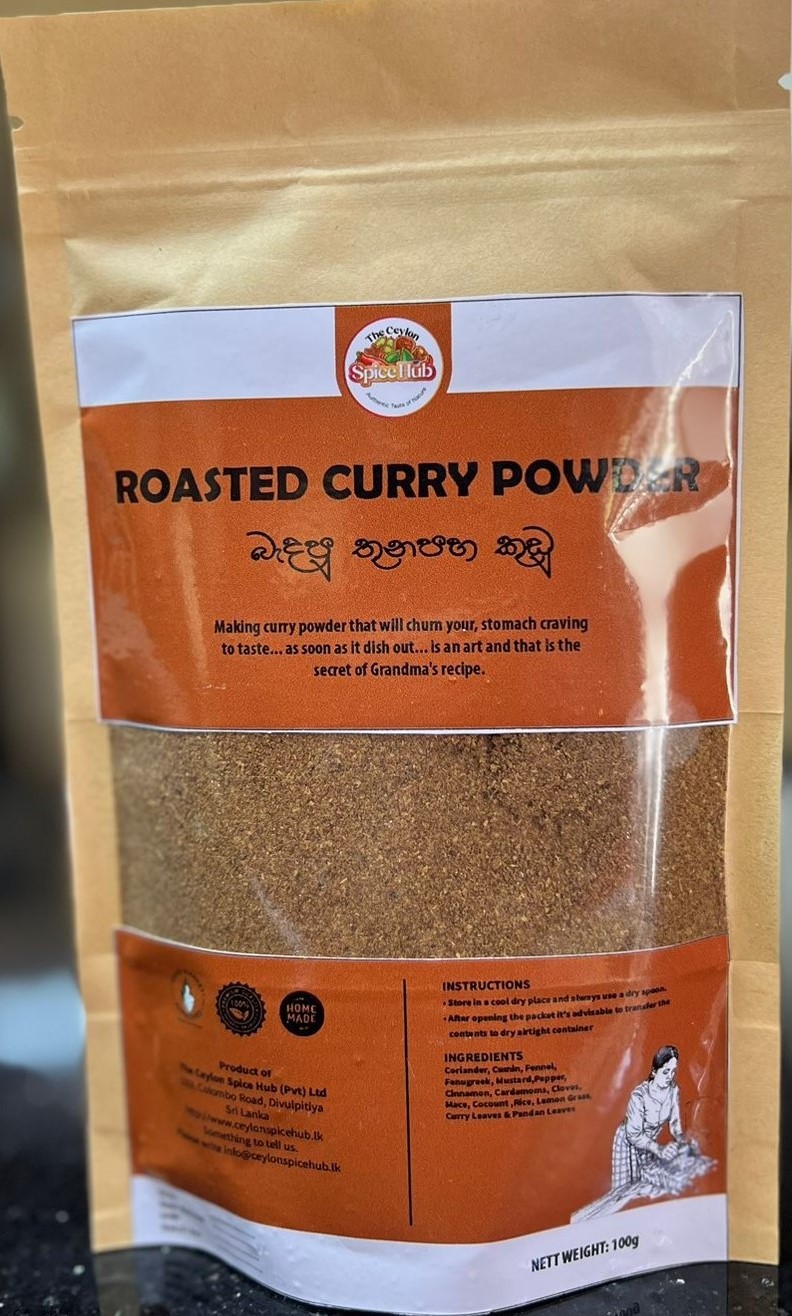 The Ceylon
Spice Hub
Authentic Taste of Nature
ROASTED CURRY POWDER
බැදපු තුනපහ කුඩු
Making curry powder that will churn your, stomach craving
to taste... as soon as it dish out... is an art and that is the
secret of Grandma's recipe.
100%
HOME
MADE
Product of
The Ceylon Spice Hub (Pvt) Ltd
Colombo Road, Divulpitiya
Sri Lanka
http://www.ceylonspicehub.lk
Something to tell us.
Please write info@ceylonspicehub.lk
INSTRUCTIONS
• Store in a cool dry place and always use a dry spoon.
• After opening the packet it's advisable to transfer the
contents to dry airtight container
INGREDIENTS
Coriander, Cumin, Fennel,
Fenugreek, Mustard,Pepper,
Cinnamon, Cardamoms, Cloves,
Mace, Cocount ,Rice, Lemon Grass,
Curry Leaves & Pandan Leaves
NETT WEIGHT: 100g